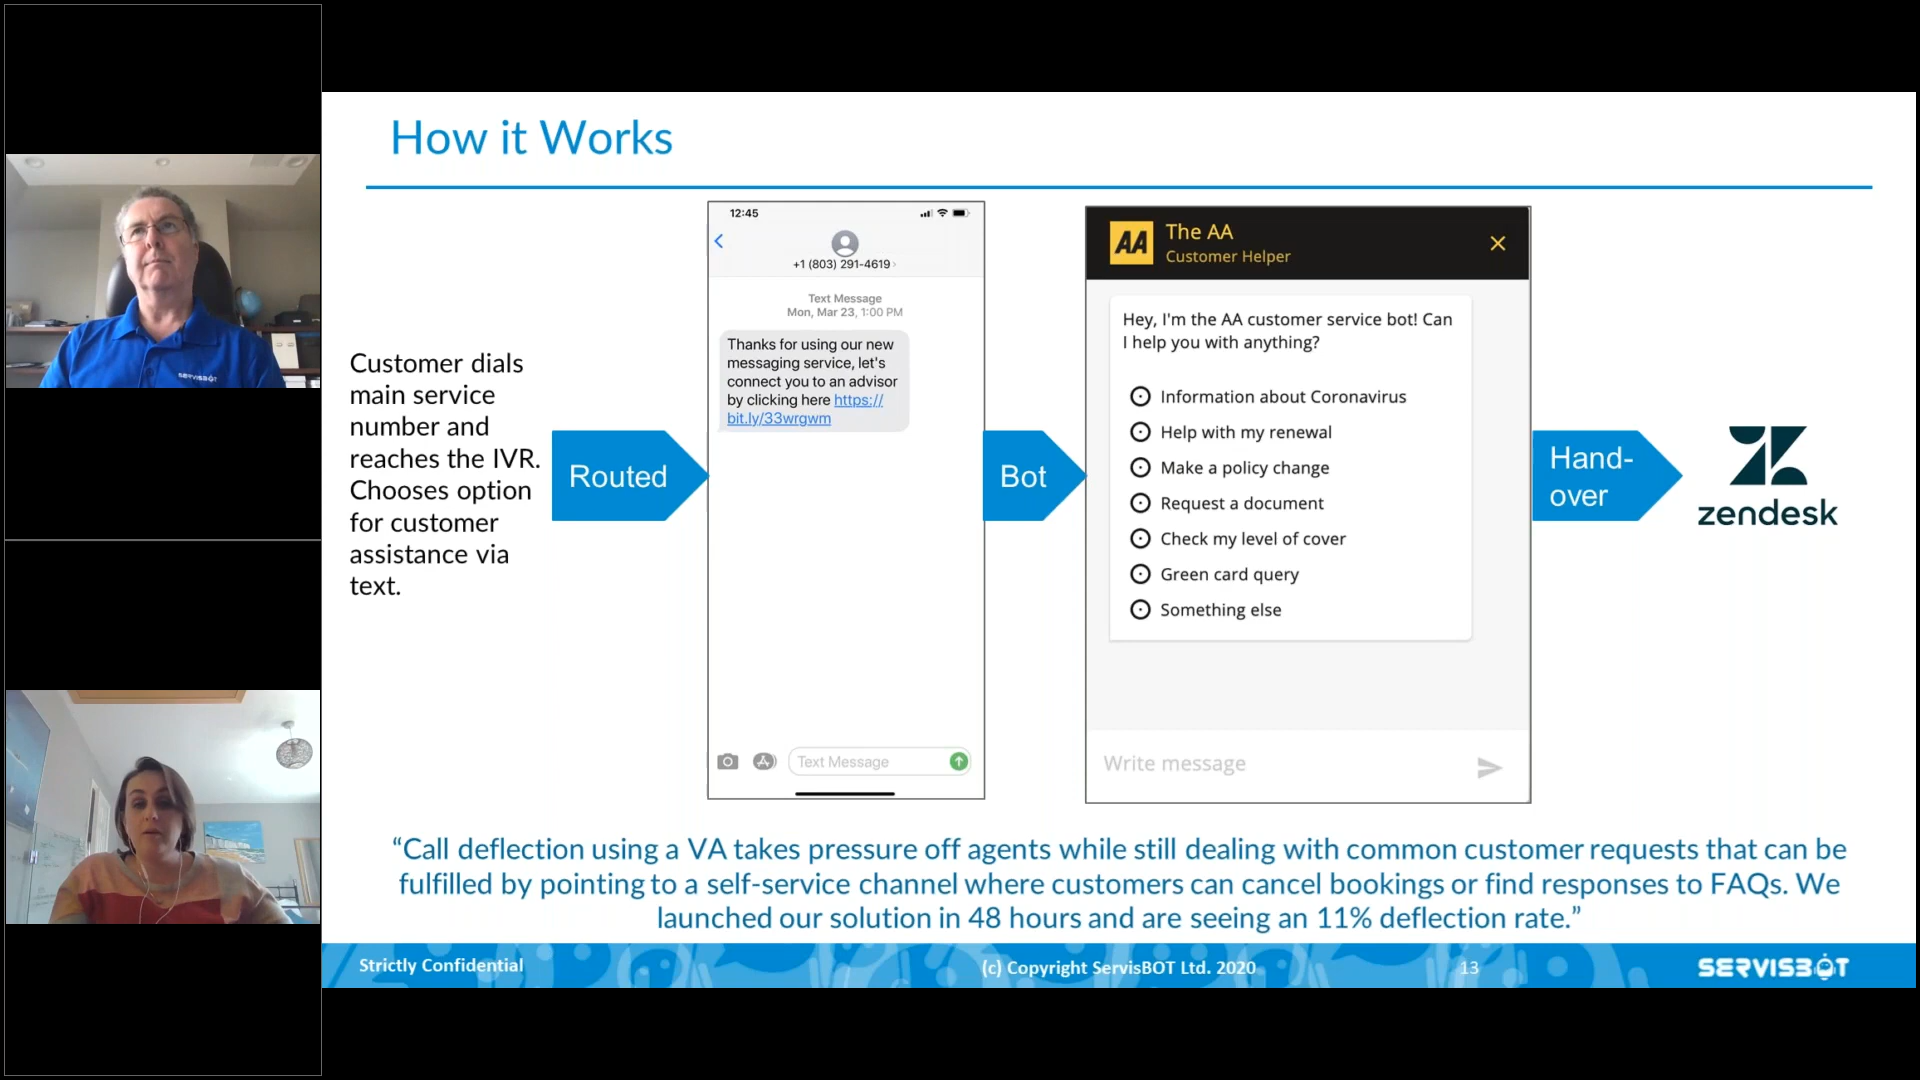 How it Works
Customer dials
main service
number and
reaches the IVR.
Chooses option
for customer
assistance via
text.
Routed
12:45
+1 (803) 291-4619
Text Message
Mon, Mar 23, 1:00 PM
Thanks for using our new
messaging service, let's
connect you to an advisor
by clicking here https://
bit.ly/33wrgwm
Text Message
Bot
AA
The AA
Customer Helper
Hey, I'm the AA customer service bot! Can
I help you with anything?
Information about Coronavirus
Help with my renewal
Make a policy change
Request a document
Check my level of cover
Green card query
Something else
Write message
Hand-
over
zendesk
“Call deflection using a VA takes pressure off agents while still dealing with common customer requests that can be
fulfilled by pointing to a self-service channel where customers can cancel bookings or find responses to FAQs. We
launched our solution in 48 hours and are seeing an 11% deflection rate.”
Strictly Confidential
(c) Copyright ServisBOT Ltd. 2020
13
SERVISBOT
SERVISBOT